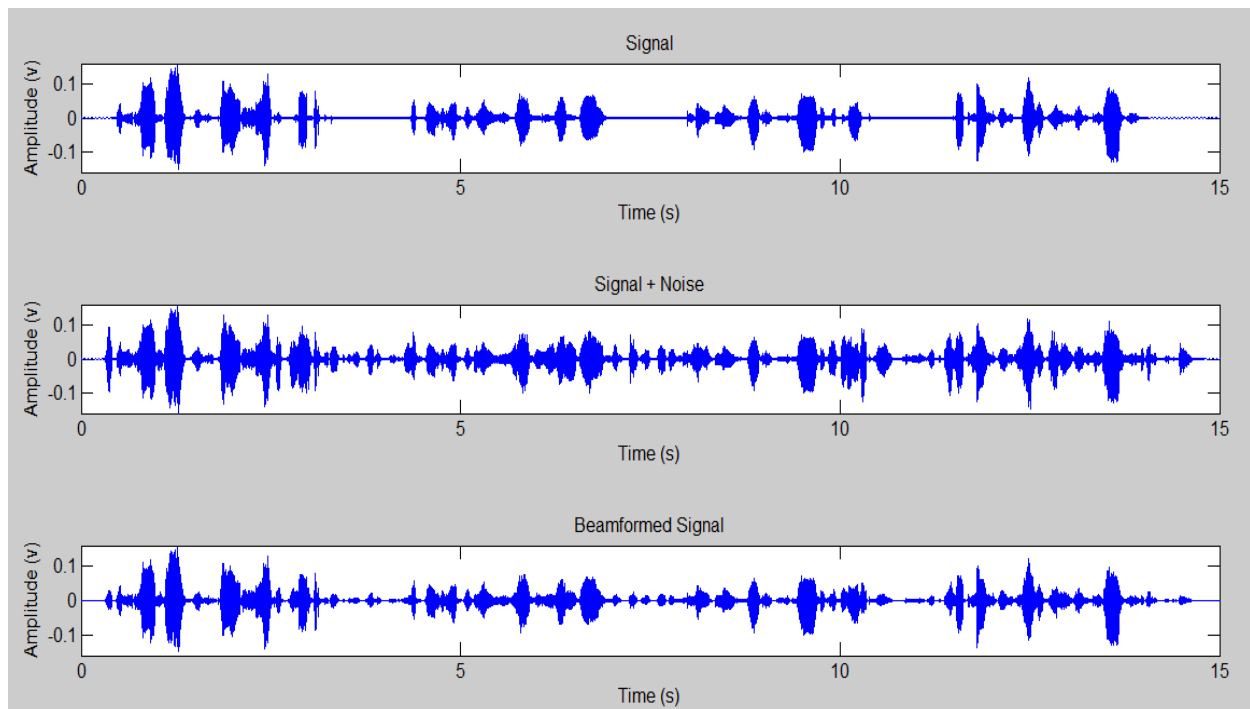 Signal
Amplitude (v)
0.1
0
-0.1
0 5 10 15
Time (s)
Signal + Noise
Amplitude (v)
0.1
0
-0.1
0 5 10 15
Time (s)
Beamformed Signal
Amplitude (v)
0.1
0
-0.1
0 5 10 15
Time (s)